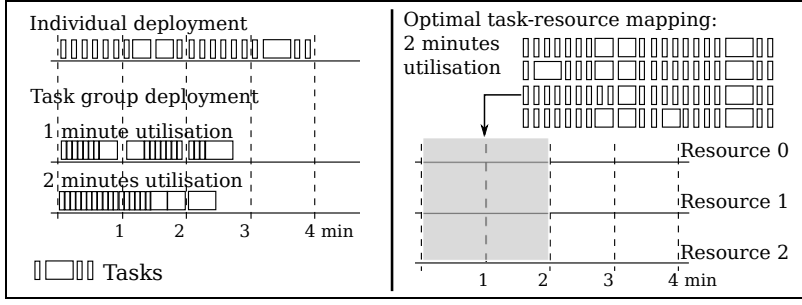 Individual deployment
Task group deployment
1 minute utilisation
2 minutes utilisation
1 2 3 4 min
Tasks
Optimal task-resource mapping:
2 minutes
utilisation
Resource 0
Resource 1
Resource 2
1 2 3 4 min